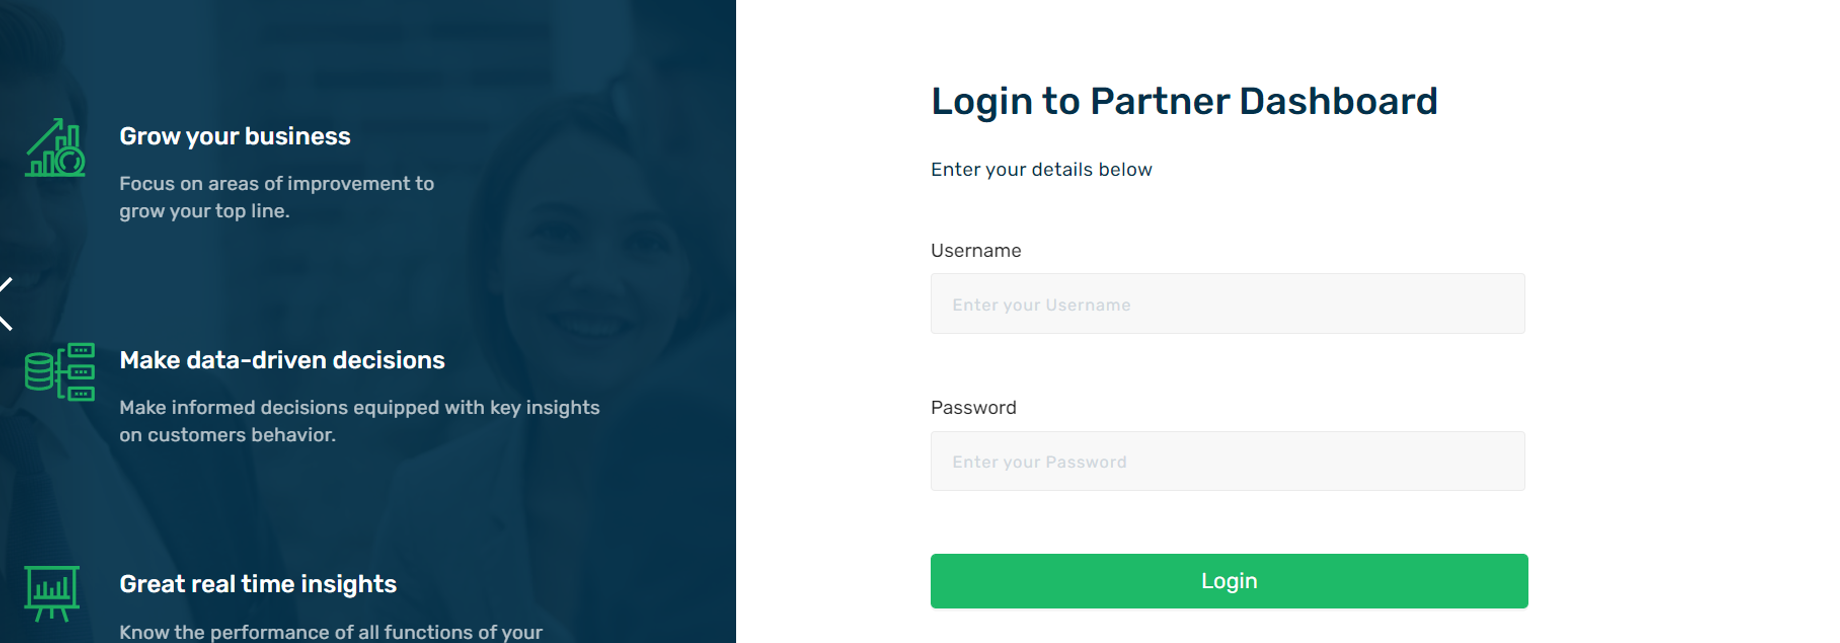 Grow your business
Focus on areas of improvement to
grow your top line.
Make data-driven decisions
Make informed decisions equipped with key insights
on customers behavior.
Great real time insights
Know the performance of all functions of your
Login to Partner Dashboard
Enter your details below
Username
Enter your Username
Password
Enter your Password
Login